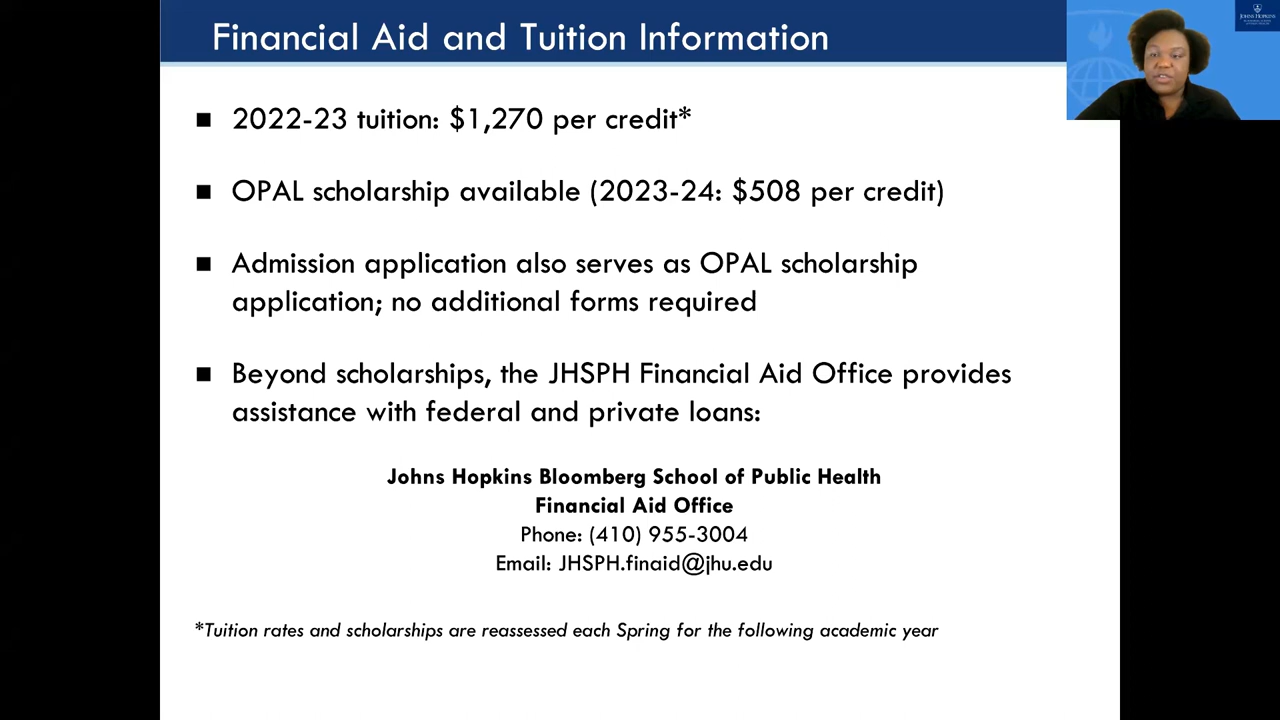 Financial Aid and Tuition Information
JOHNS HOPKINS
2022-23 tuition: $1,270 per credit*
OPAL scholarship available (2023-24: $508 per credit)
Admission application also serves as OPAL scholarship
application; no additional forms required
Beyond scholarships, the JHSPH Financial Aid Office provides
assistance with federal and private loans:
Johns Hopkins Bloomberg School of Public Health
Financial Aid Office
Phone: (410) 955-3004
Email: JHSPH.finaid@jhu.edu
*Tuition rates and scholarships are reassessed each Spring for the following academic year